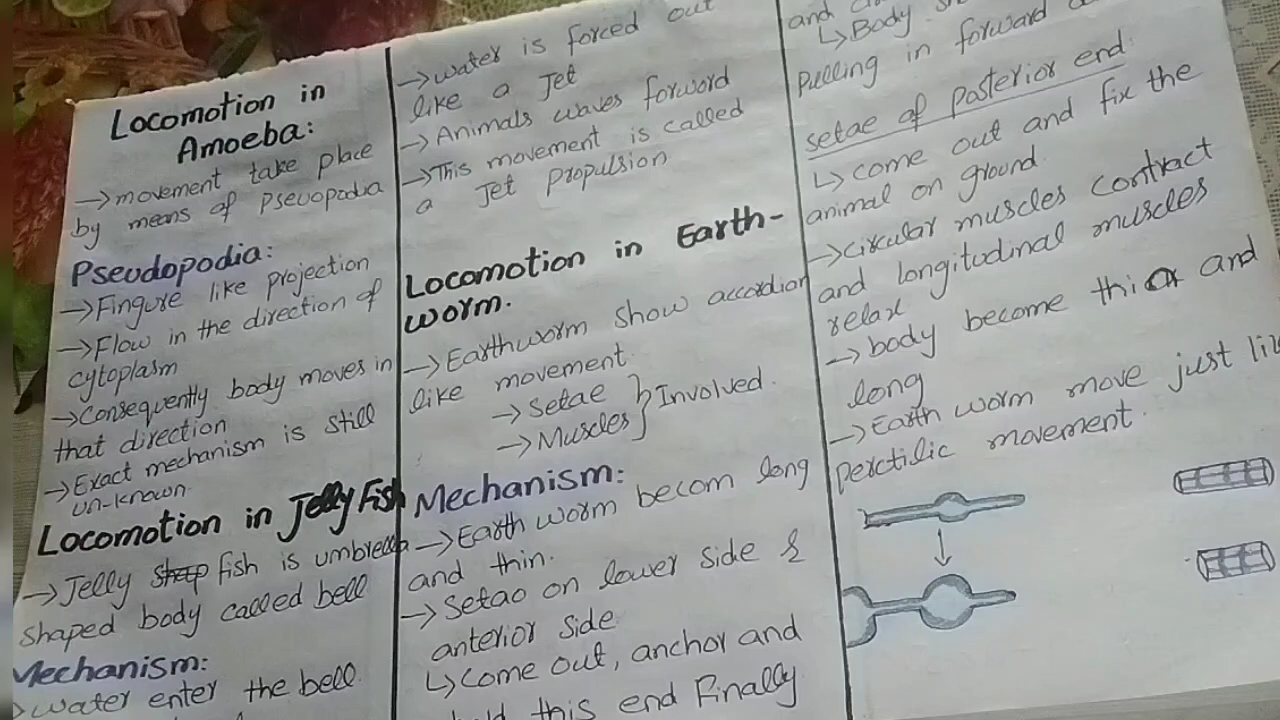 Locomotion in
Amoeba:
→movement take place
by means of Pseuopodia
Pseudopodia:
→Fingure like projection
→Flow in the direction of
cytoplasm
→Consequently body moves in
that direction
→Exact mechanism is still
un-known
Locomotion in Jelly Fish
→Jelly fish is umbrella
shaped body called bell
Mechanism:
→water enter the bell
→water is forced out
like a Jet
→Animals waves forward
→This movement is called
a Jet Propulsion
Locomotion in Earth-
worm.
→Earthworm show accordion
like movement
→Setae } Involved.
→Muscles
Mechanism:
→Earth worm becom long
and thin.
→Setao on lower side &
anterior side
↳Come out, anchor and
this end Finally
and
↳Body
Pulling in forward
setae of Posterior end
↳ come out and fix the
animal on ground
→circular muscles contract
and longitudinal muscles
relax
→body become thick and
long
→Earth worm move just
Perctilic movement.